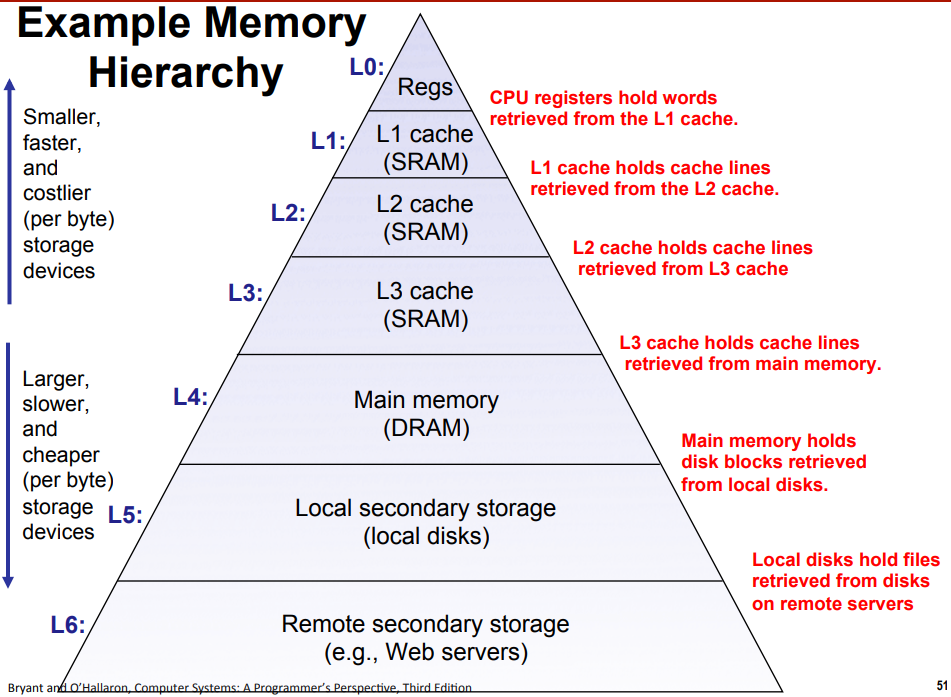 Example Memory
Hierarchy
Smaller,
faster,
and
costlier
(per byte)
storage
devices
Larger,
slower,
and
cheaper
(per byte)
storage
devices
L0:
Regs
CPU registers hold words
retrieved from the L1 cache.
L1:
L1 cache
(SRAM)
L1 cache holds cache lines
retrieved from the L2 cache.
L2:
L2 cache
(SRAM)
L2 cache holds cache lines
retrieved from L3 cache
L3:
L3 cache
(SRAM)
L3 cache holds cache lines
retrieved from main memory.
L4:
Main memory
(DRAM)
Main memory holds
disk blocks retrieved
from local disks.
L5:
Local secondary storage
(local disks)
Local disks hold files
retrieved from disks
on remote servers
L6:
Remote secondary storage
(e.g., Web servers)
Bryant and O'Hallaron, Computer Systems: A Programmer's Perspective, Third Edition
51